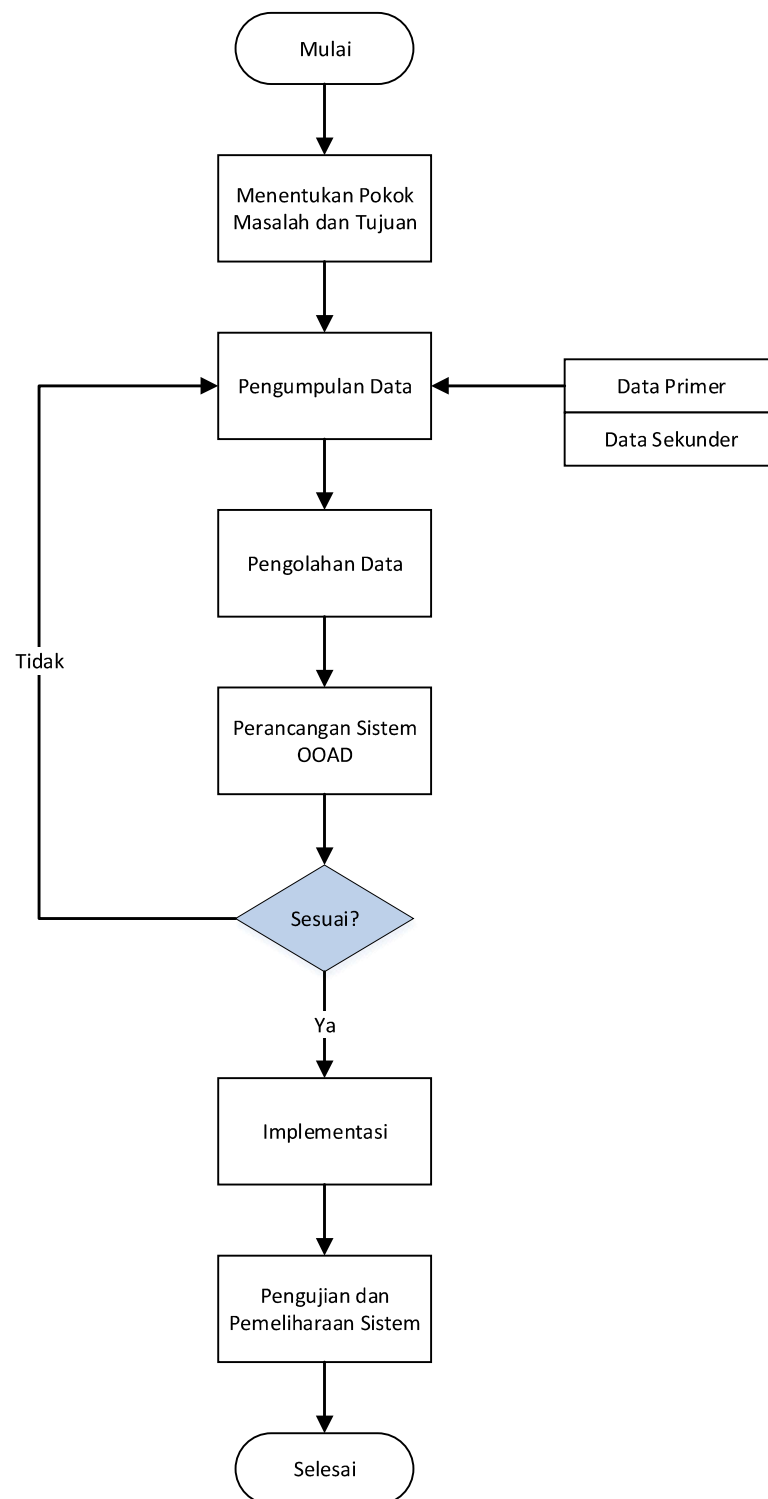 Mulai
Menentukan Pokok
Masalah dan Tujuan
Pengumpulan Data
Data Primer
Data Sekunder
Pengolahan Data
Tidak
Perancangan Sistem
OOAD
Sesuai?
Ya
Implementasi
Pengujian dan
Pemeliharaan Sistem
Selesai